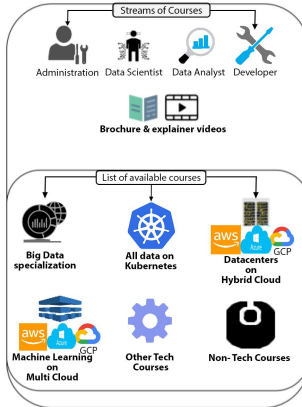 Streams of Courses
Administration
Data Scientist
Data Analyst
Developer
Brochure & explainer videos
List of available courses
Big Data
specialization
All data on
Kubernetes
aws
Azure
GCP
Datacenters
on
Hybrid Cloud
aws
Azure
GCP
Machine Learning
on
Multi Cloud
Other Tech
Courses
Non- Tech Courses